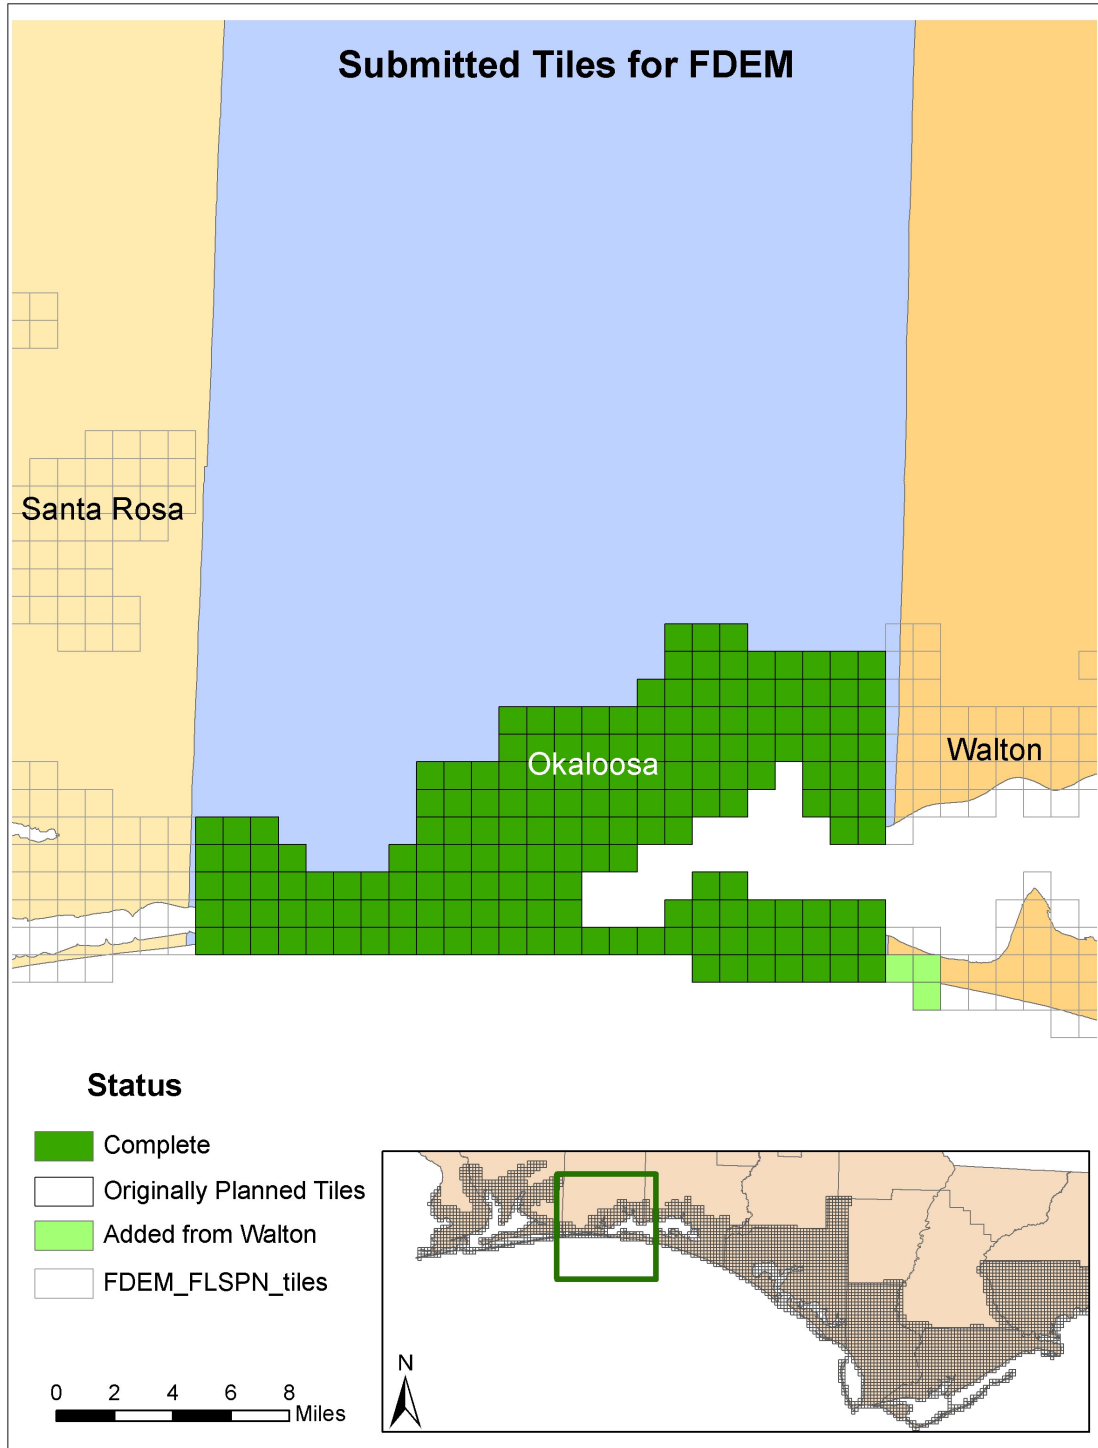 Submitted Tiles for FDEM
Santa Rosa
Okaloosa
Walton
Status
Complete
Originally Planned Tiles
Added from Walton
FDEM_FLSPN_tiles
0 2 4 6 8
Miles
N